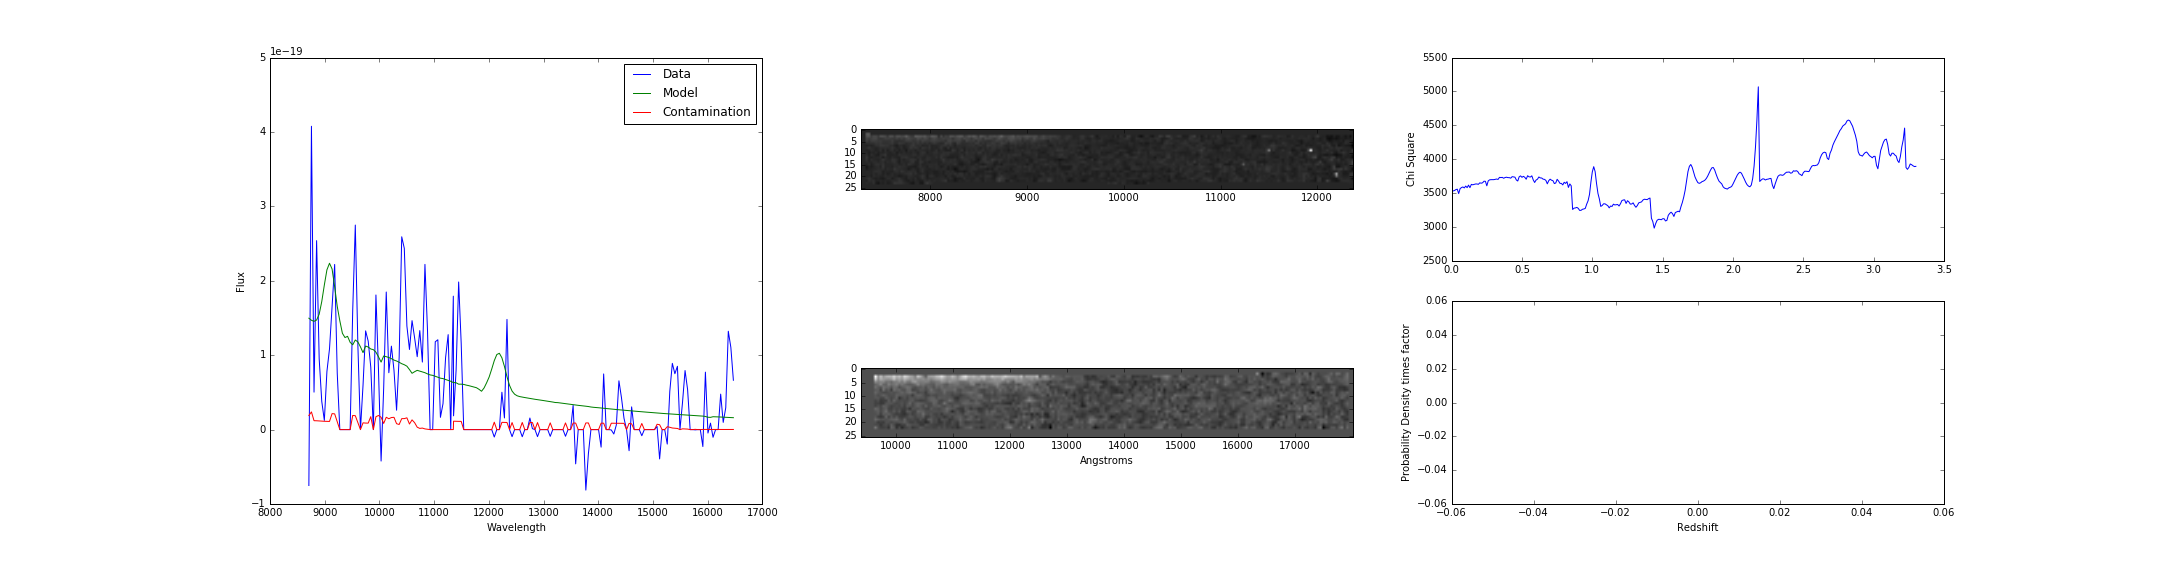 1e−19
5
4
3
2
1
0
−1
Flux
8000 9000 10000 11000 12000 13000 14000 15000 16000 17000
Wavelength
Data
Model
Contamination
0
5
10
15
20
25
8000 9000 10000 11000 12000
0
5
10
15
20
25
10000 11000 12000 13000 14000 15000 16000 17000
Angstroms
5500
5000
4500
4000
3500
3000
2500
Chi Square
0.0 0.5 1.0 1.5 2.0 2.5 3.0 3.5
0.06
0.04
0.02
0.00
−0.02
−0.04
−0.06
Probability Density times factor
−0.06 −0.04 −0.02 0.00 0.02 0.04 0.06
Redshift